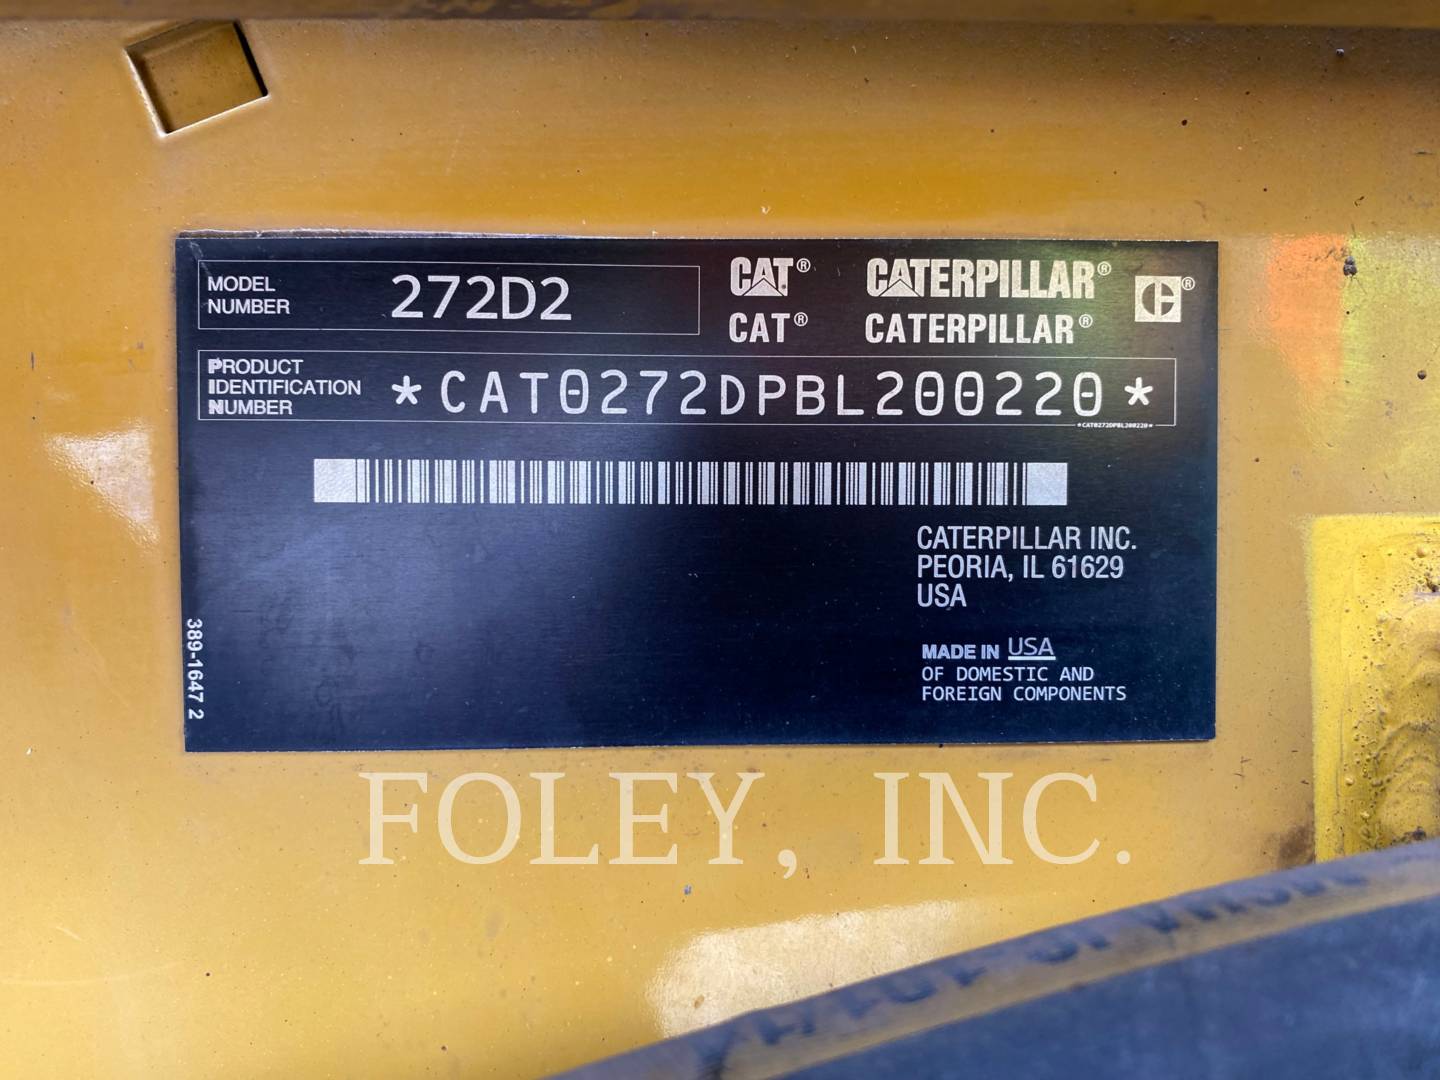 MODEL
NUMBER
272D2
CAT® CATERPILLAR®
CAT® CATERPILLAR®
C®
PRODUCT
IDENTIFICATION
NUMBER
*CAT0272DPBL200220*
*CAT0272DPBL200220*
CATERPILLAR INC.
PEORIA, IL 61629
USA
MADE IN USA
OF DOMESTIC AND
FOREIGN COMPONENTS
389-1647 2
FOLEY, INC.